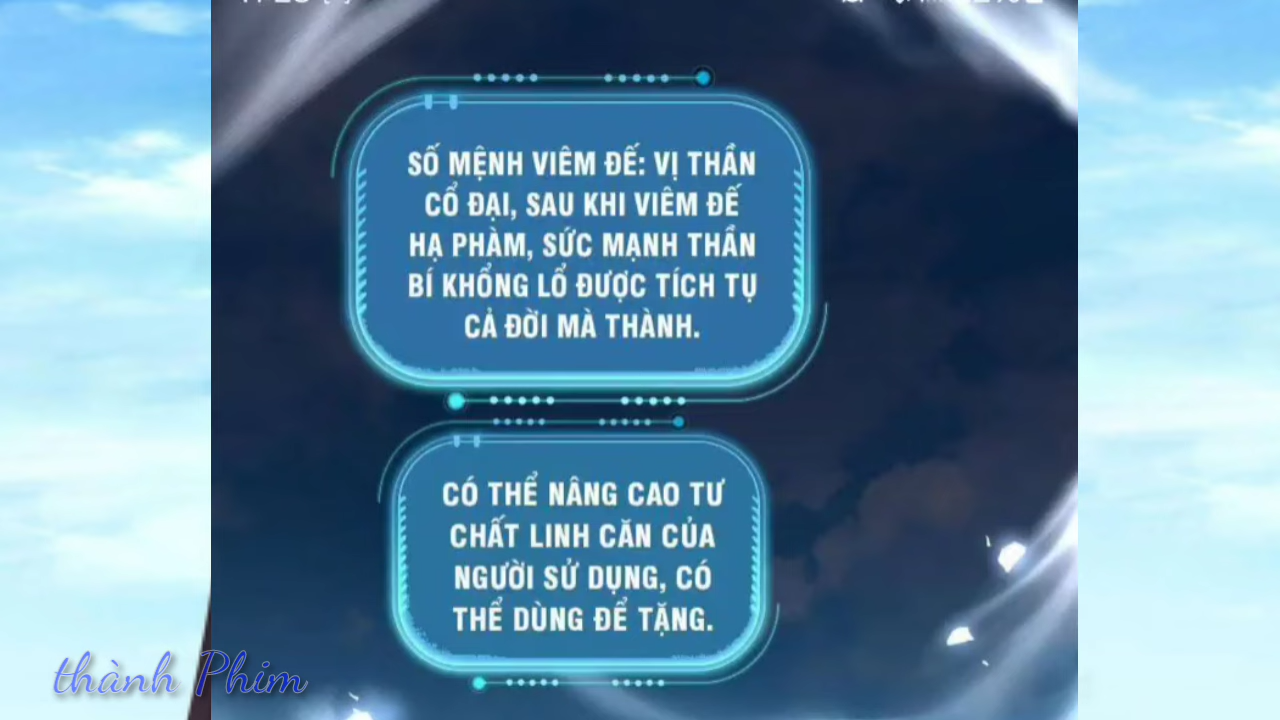 SỐ MỆNH VIÊM ĐẾ: VỊ THẦN
CỔ ĐẠI, SAU KHI VIÊM ĐẾ
HẠ PHÀM, SỨC MẠNH THẦN
BÍ KHỔNG LỒ ĐƯỢC TÍCH TỤ
CẢ ĐỜI MÀ THÀNH.
CÓ THỂ NÂNG CAO TƯ
CHẤT LINH CĂN CỦA
NGƯỜI SỬ DỤNG, CÓ
THỂ DÙNG ĐỂ TẶNG.
thành Phim